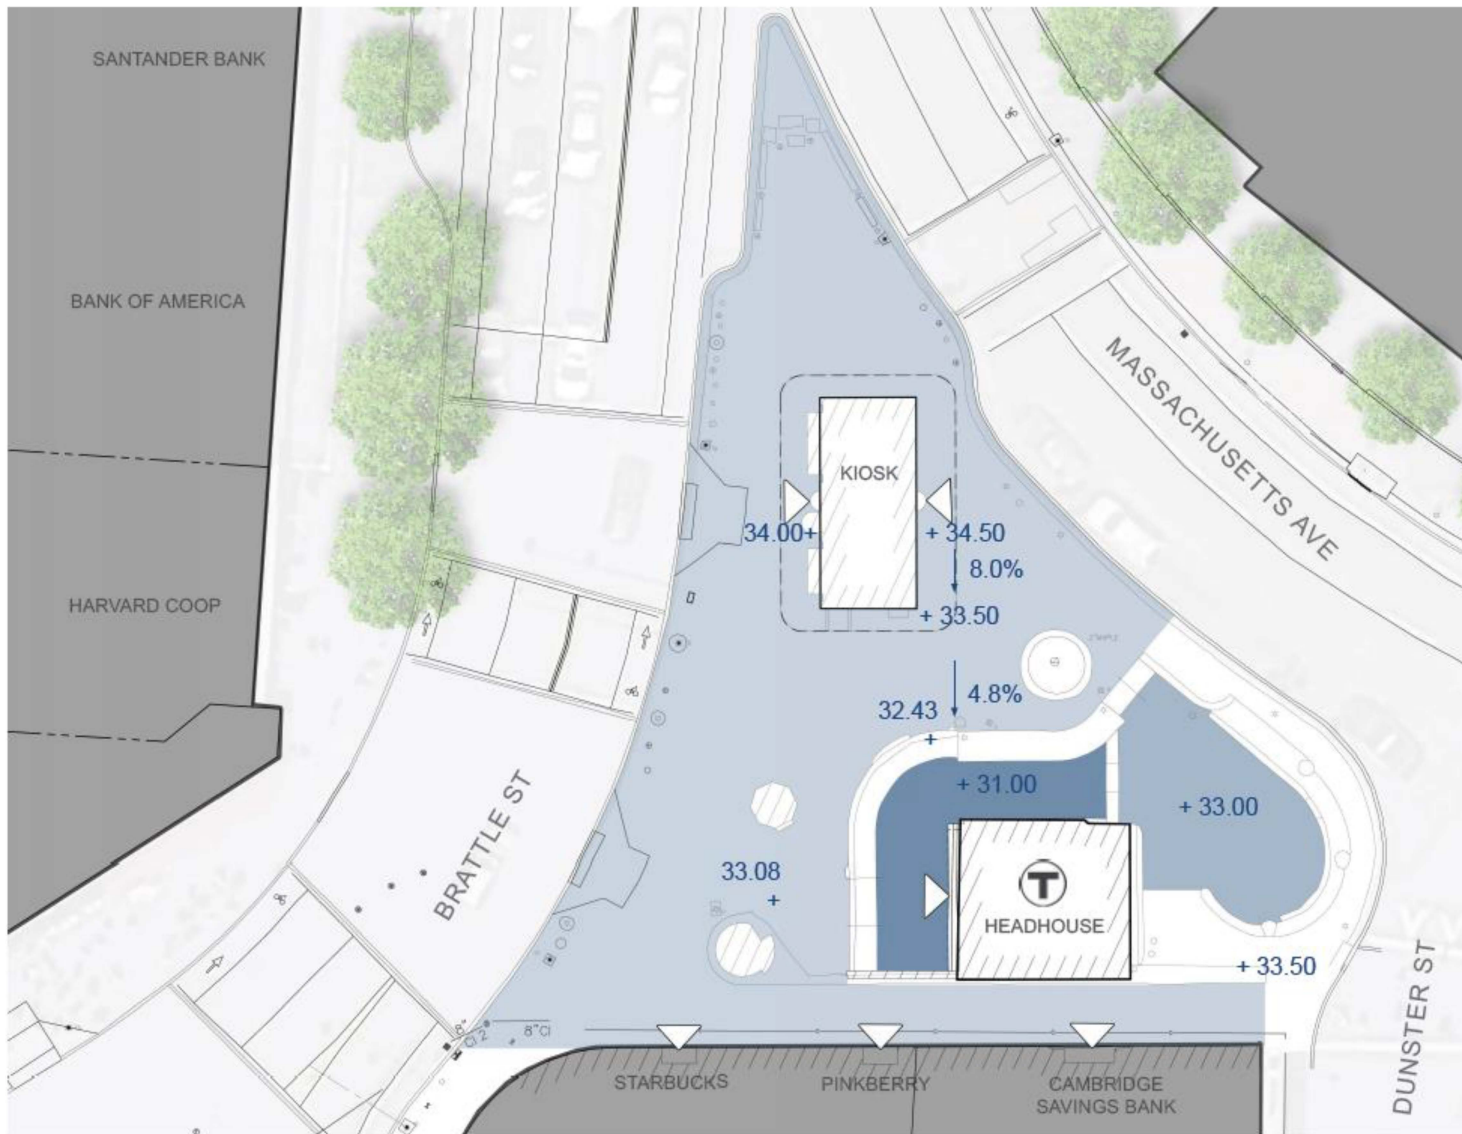 SANTANDER BANK
BANK OF AMERICA
MASSACHUSETTS AVE
KIOSK
34.00+
+ 34.50
8.0%
HARVARD COOP
+ 33.50
4.8%
32.43
+
+ 31.00
+ 33.00
BRATTLE ST
33.08
+
T
HEADHOUSE
+ 33.50
DUNSTER ST
8"CI
STARBUCKS
PINKBERRY
CAMBRIDGE
SAVINGS BANK